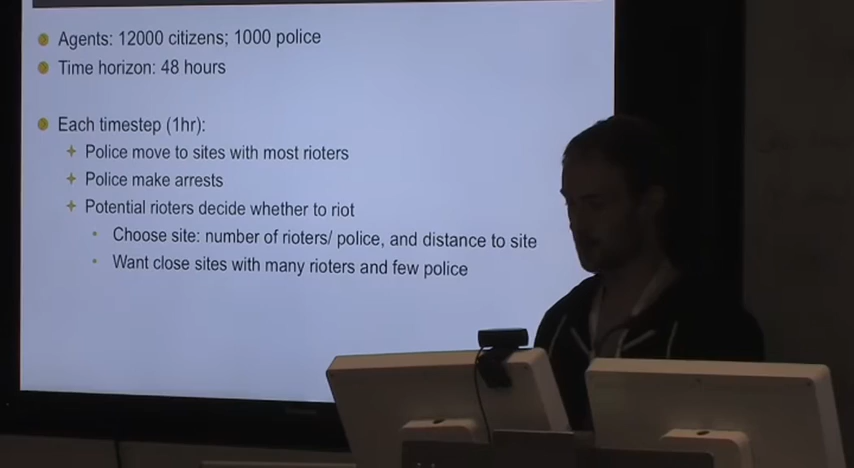 Agents: 12000 citizens; 1000 police
Time horizon: 48 hours
Each timestep (1hr):
Police move to sites with most rioters
Police make arrests
Potential rioters decide whether to riot
Choose site: number of rioters/ police, and distance to site
Want close sites with many rioters and few police